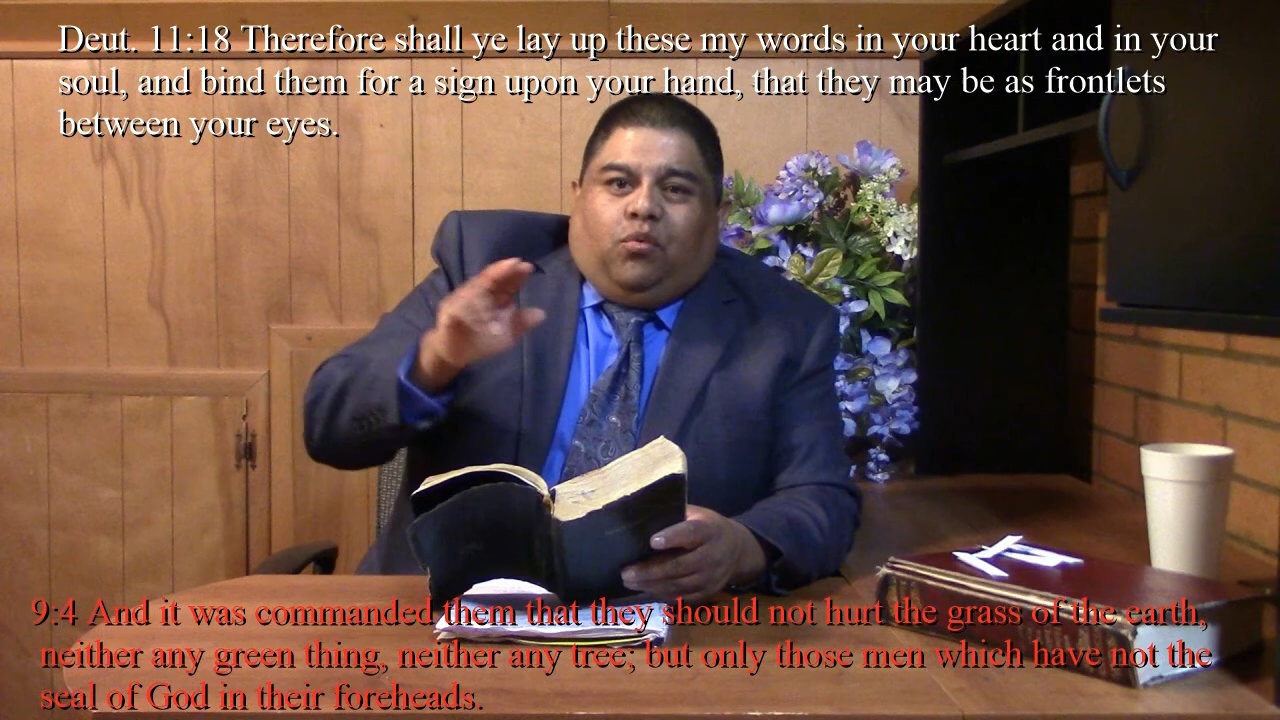 Deut. 11:18 Therefore shall ye lay up these my words in your heart and in your
soul, and bind them for a sign upon your hand, that they may be as frontlets
between your eyes.
9:4 And it was commanded them that they should not hurt the grass of the earth,
neither any green thing, neither any tree; but only those men which have not the
seal of God in their foreheads.